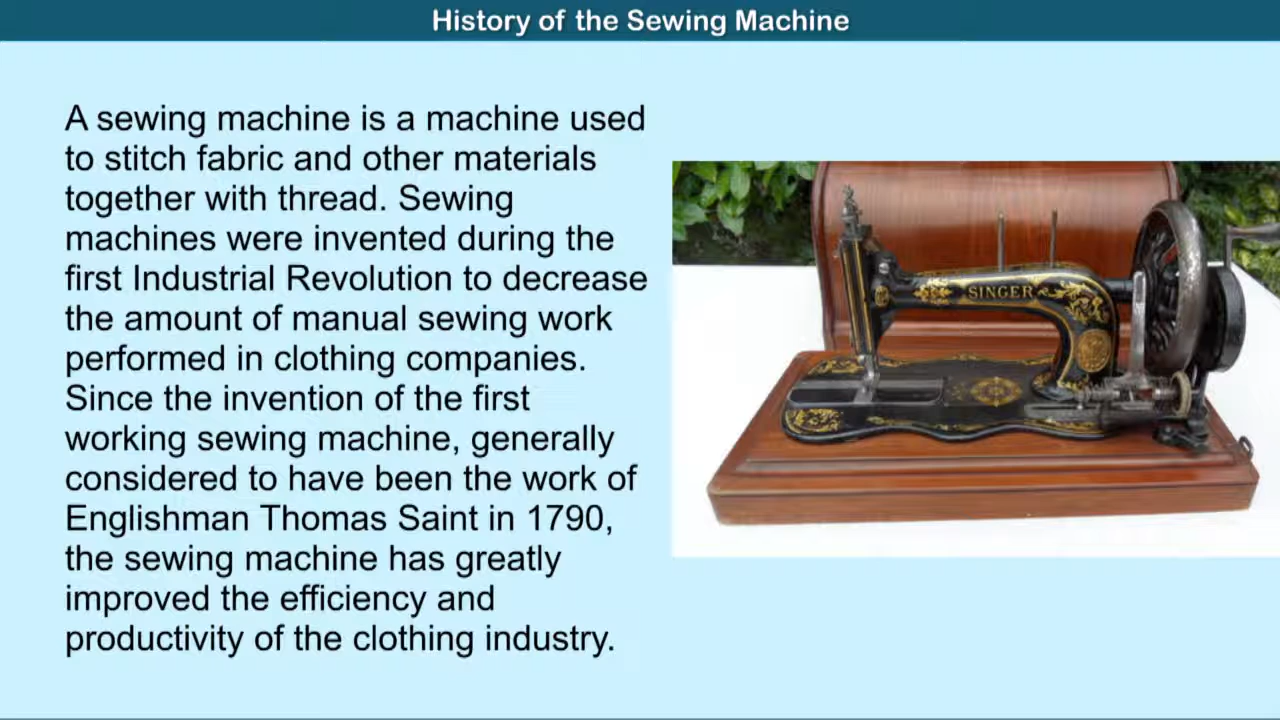 History of the Sewing Machine
A sewing machine is a machine used
to stitch fabric and other materials
together with thread. Sewing
machines were invented during the
first Industrial Revolution to decrease
the amount of manual sewing work
performed in clothing companies.
Since the invention of the first
working sewing machine, generally
considered to have been the work of
Englishman Thomas Saint in 1790,
the sewing machine has greatly
improved the efficiency and
productivity of the clothing industry.
SINGER